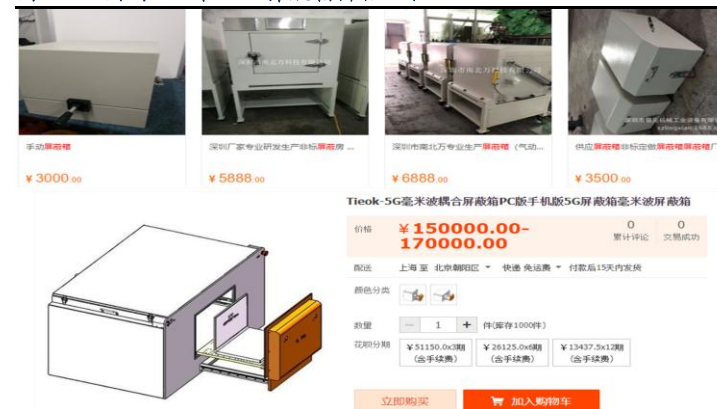 手动屏蔽箱
深圳厂家专业研发生产非标屏蔽房 ...
深圳市南北万专业生产屏蔽箱（气动...
供应屏蔽箱非标定做屏蔽箱屏蔽箱厂
¥ 3000.00
¥ 5888.00
¥ 6888.00
¥ 3500.00
Tieok-5G毫米波耦合屏蔽箱PC版手机版5G屏蔽箱毫米波屏蔽箱
价格
¥150000.00-
170000.00
0
累计评论
0
交易成功
配送
上海 至 北京朝阳区 快递 免运费 付款后15天内发货
颜色分类
数量
— 1 + 件(库存1000件)
花呗分期
¥51150.0x3期
（含手续费）
¥26125.0x6期
（含手续费）
¥13437.5x12期
（含手续费）
立即购买
加入购物车